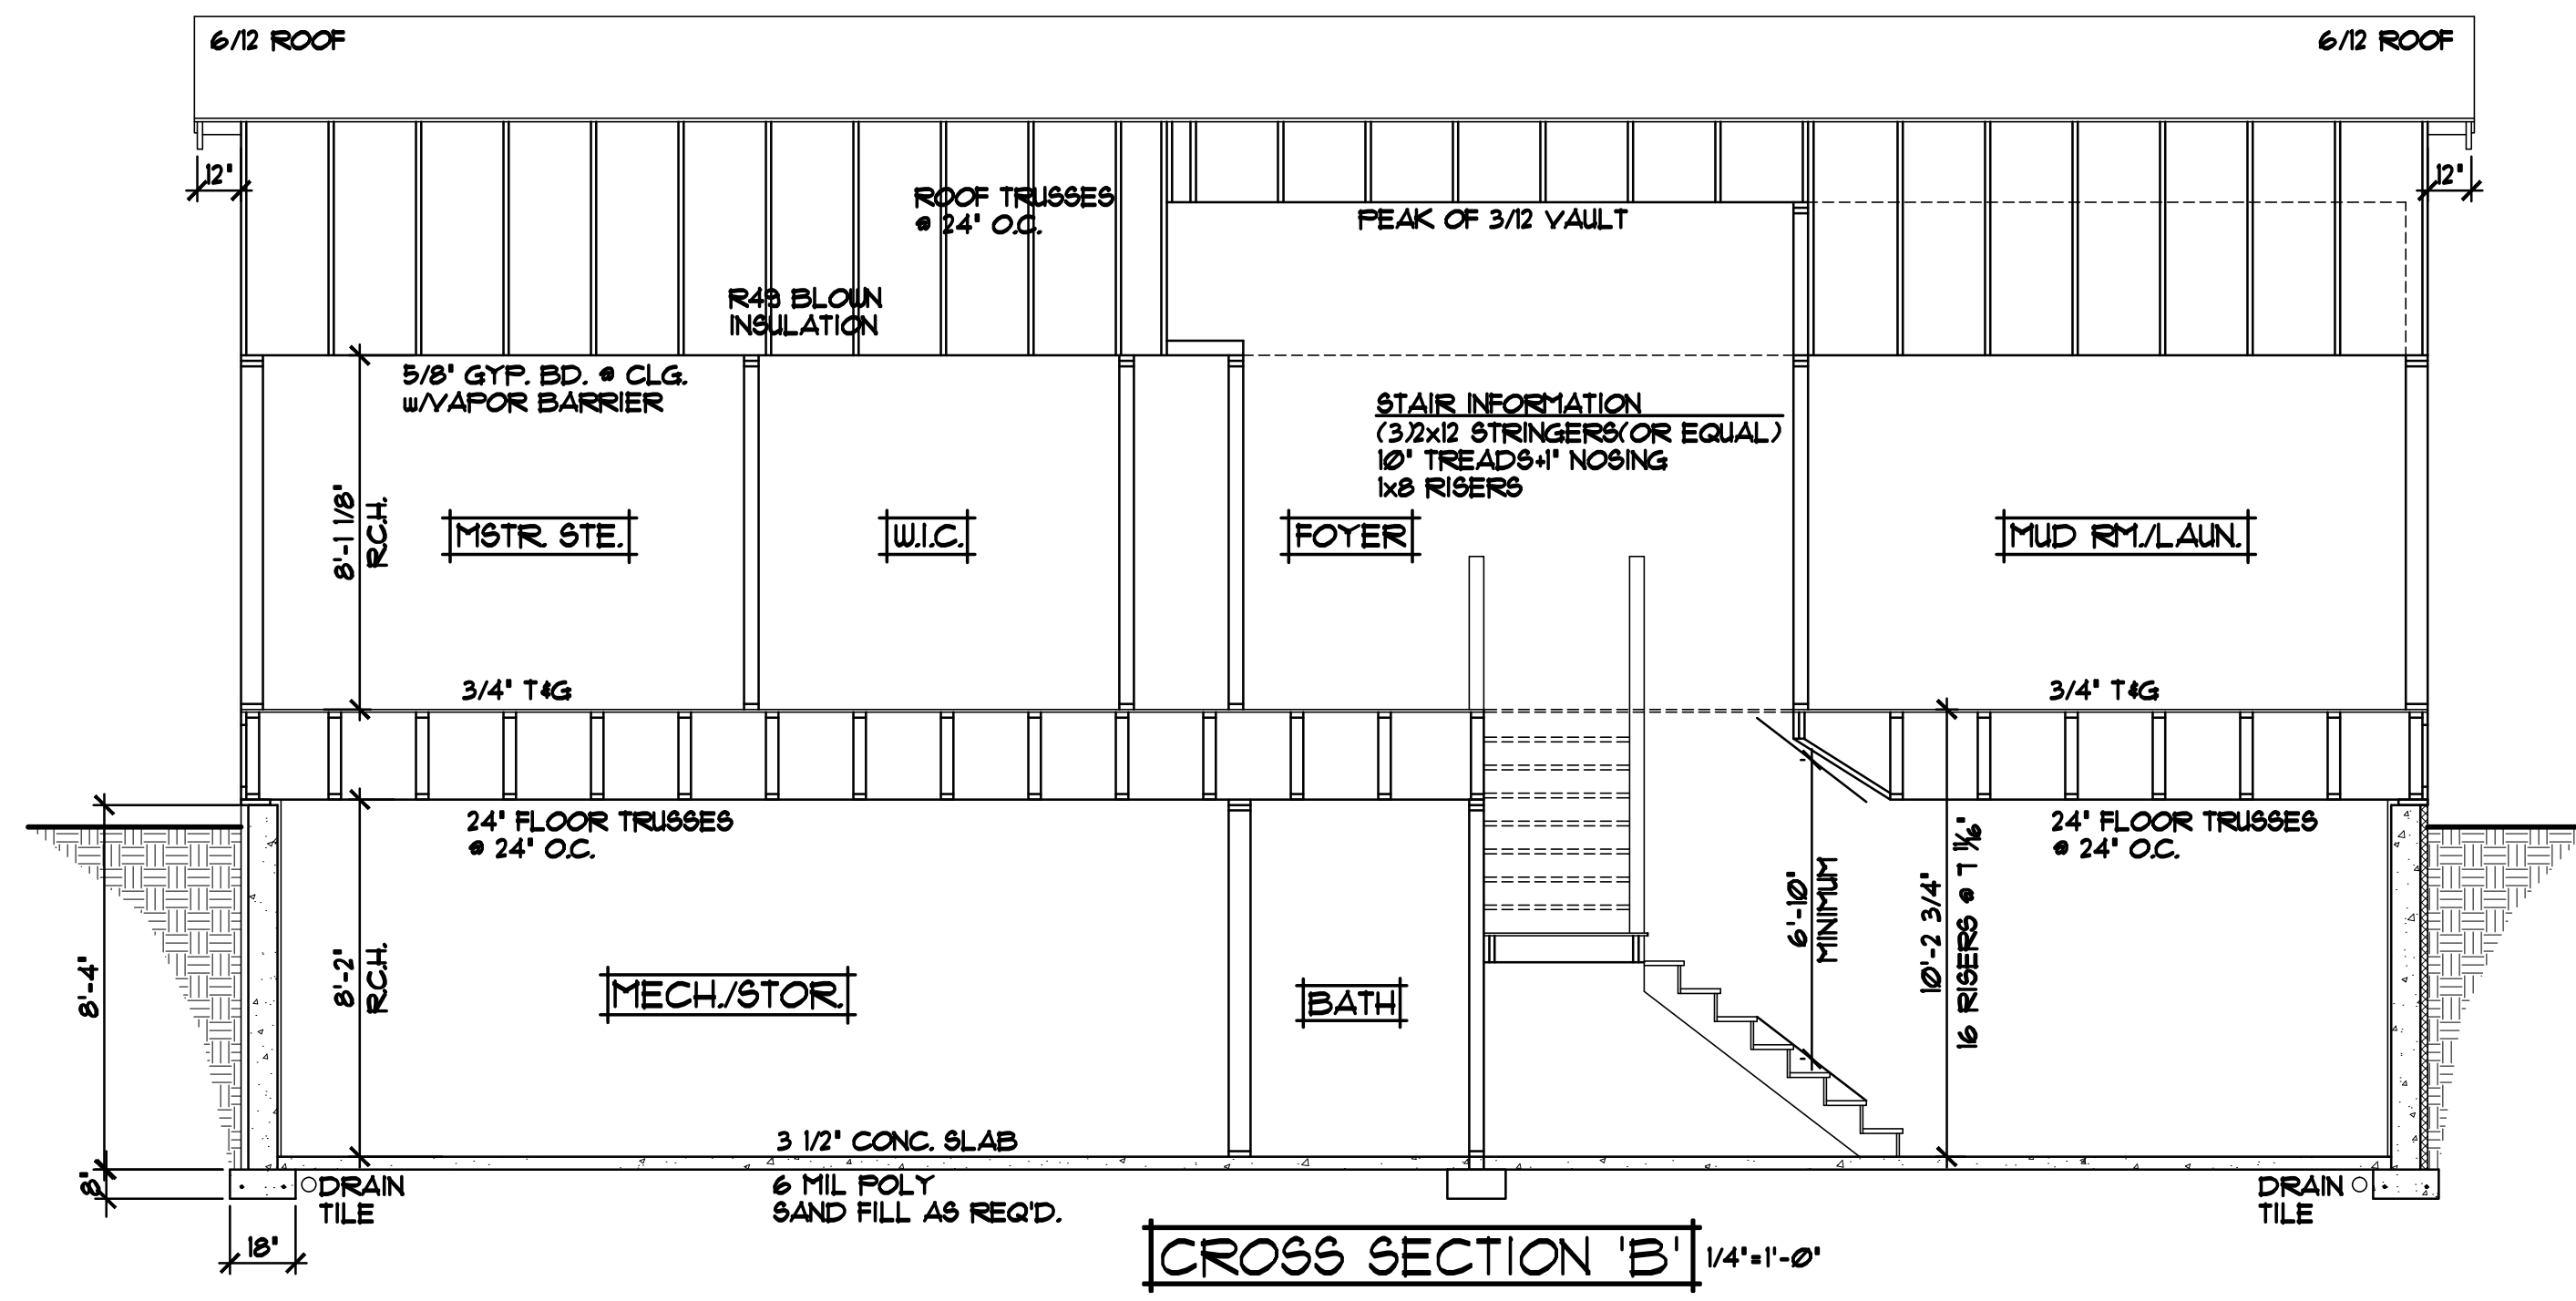 6/12 ROOF
6/12 ROOF
12"
12"
ROOF TRUSSES
@ 24" O.C.
PEAK OF 3/12 VAULT
R49 BLOWN
INSULATION
5/8" GYP. BD. @ CLG.
w/VAPOR BARRIER
STAIR INFORMATION
(3)2x12 STRINGERS(OR EQUAL)
10" TREADS+1" NOSING
1x8 RISERS
8'-1 1/8"
R.C.H.
MSTR. STE.
W.I.C.
FOYER
MUD RM./LAUN.
3/4" T&G
3/4" T&G
24" FLOOR TRUSSES
@ 24" O.C.
24" FLOOR TRUSSES
@ 24" O.C.
6'-10"
MINIMUM
10'-2 3/4"
16 RISERS @ 7 11/16"
8'-4"
8'-2"
R.C.H.
MECH./STOR.
BATH
3 1/2" CONC. SLAB
6 MIL POLY
SAND FILL AS REQ'D.
8"
DRAIN
TILE
DRAIN
TILE
18"
CROSS SECTION 'B'
1/4"=1'-0"